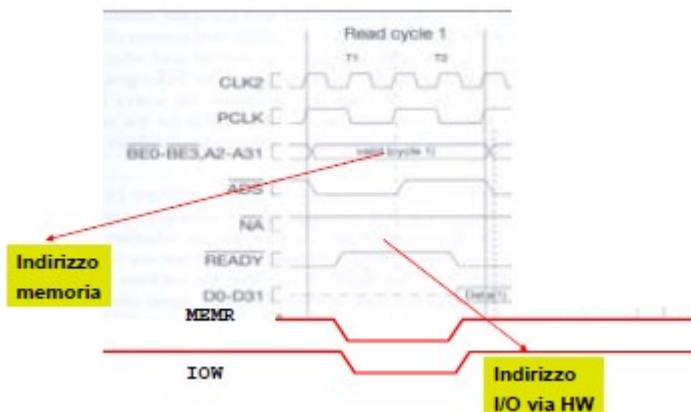 Read cycle 1
T1 T2
CLK2
PCLK
BE0-BE3,A2-A31
valid (cycle 1)
ADS
NA
READY
D0-D31
Data(1)
Indirizzo
memoria
MEMR
IOW
Indirizzo
I/O via HW